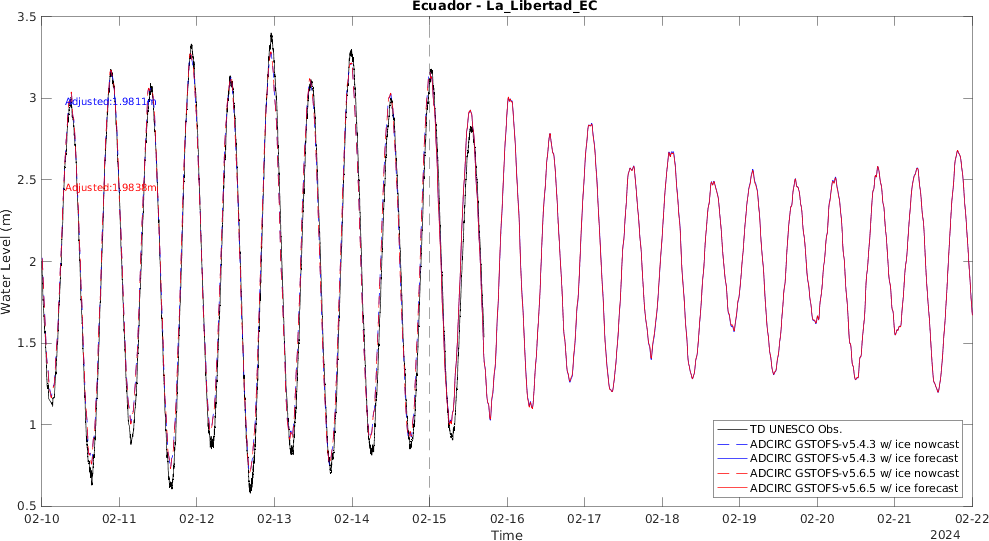 Ecuador - La_Libertad_EC
3.5
3
2.5
2
1.5
1
0.5
Water Level (m)
Adjusted:1.9811m
Adjusted:1.9838m
TD UNESCO Obs.
ADCIRC GSTOFS-v5.4.3 w/ ice nowcast
ADCIRC GSTOFS-v5.4.3 w/ ice forecast
ADCIRC GSTOFS-v5.6.5 w/ ice nowcast
ADCIRC GSTOFS-v5.6.5 w/ ice forecast
02-10 02-11 02-12 02-13 02-14 02-15 02-16 02-17 02-18 02-19 02-20 02-21 02-22
Time
2024